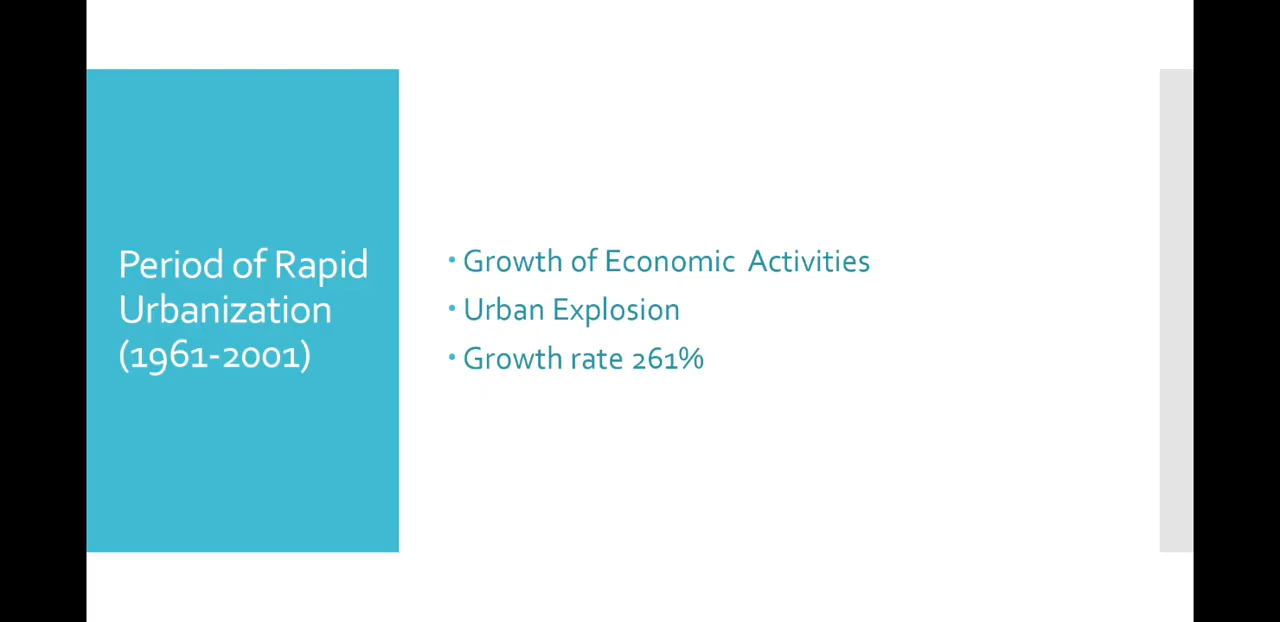 Period of Rapid
Urbanization
(1961-2001)
• Growth of Economic Activities
• Urban Explosion
• Growth rate 261%